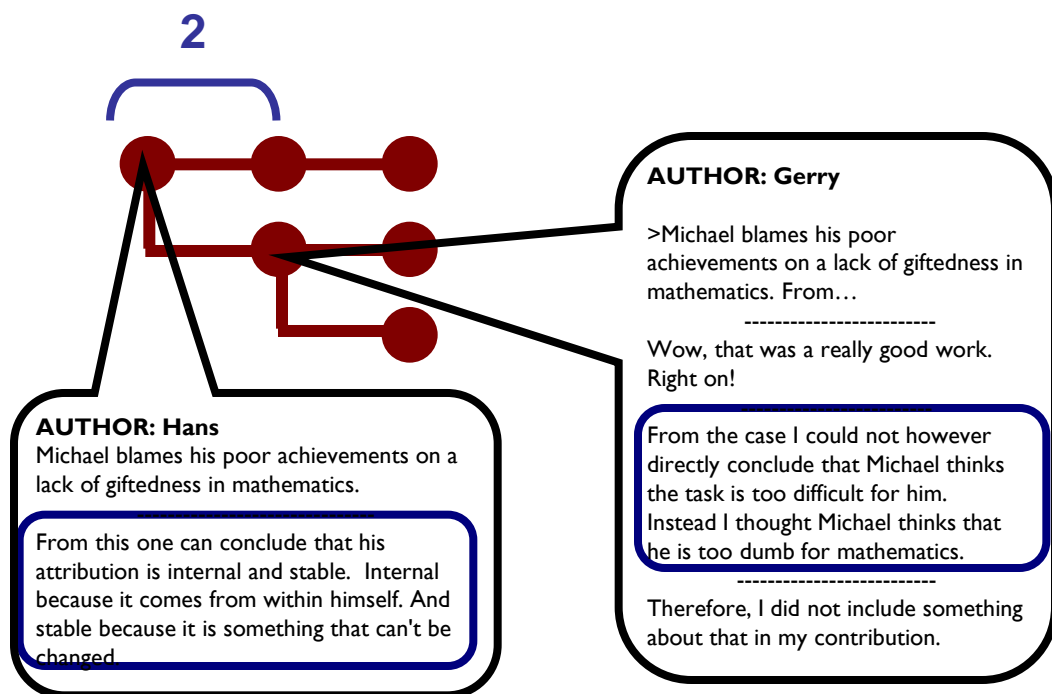 2
AUTHOR: Hans
Michael blames his poor achievements on a
lack of giftedness in mathematics.
-------------------------------
From this one can conclude that his
attribution is internal and stable.  Internal
because it comes from within himself. And
stable because it is something that can't be
changed.
AUTHOR: Gerry
>Michael blames his poor
achievements on a lack of giftedness in
mathematics. From…
-------------------------
Wow, that was a really good work.
Right on!
-------------------------
From the case I could not however
directly conclude that Michael thinks
the task is too difficult for him.
Instead I thought Michael thinks that
he is too dumb for mathematics.
--------------------------
Therefore, I did not include something
about that in my contribution.